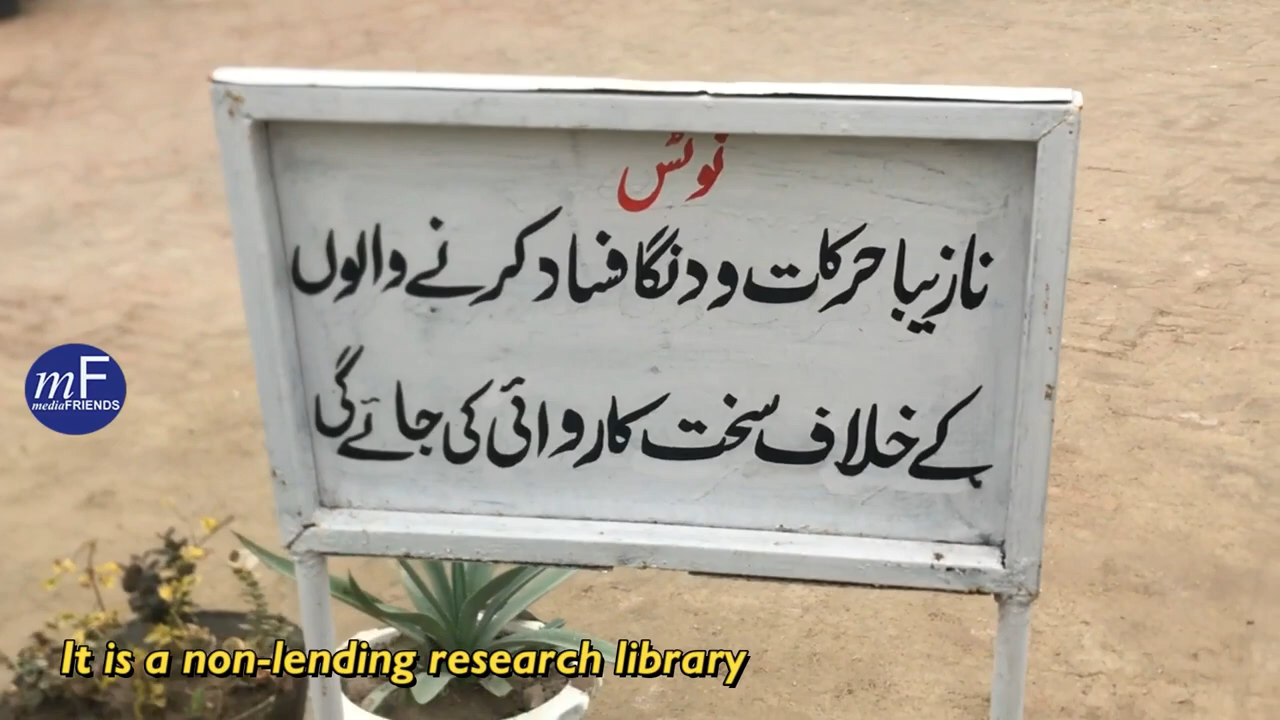 نوٹس
نازیبا حرکات و دنگا فساد کرنے والوں
کے خلاف سخت کاروائی کی جائے گی
mF
mediaFRIENDS
It is a non-lending research library